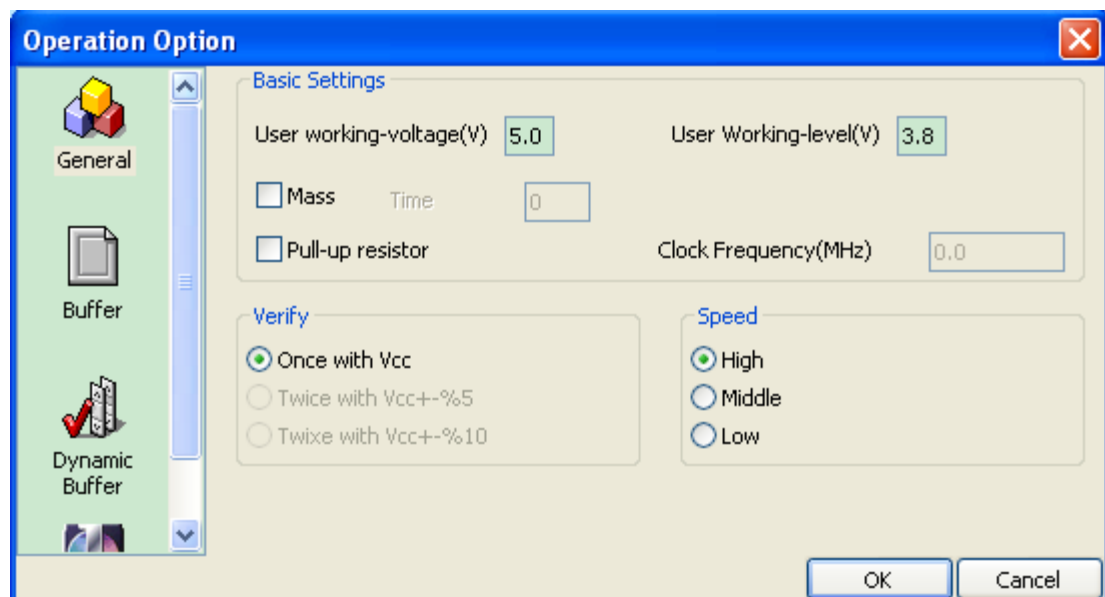 Operation Option
General
Buffer
Dynamic
Buffer
Basic Settings
User working-voltage(V) 5.0 User Working-level(V) 3.8
Mass Time 0
Pull-up resistor Clock Frequency(MHz) 0.0
Verify
Once with Vcc
Twice with Vcc+-%5
Twixe with Vcc+-%10
Speed
High
Middle
Low
OK Cancel